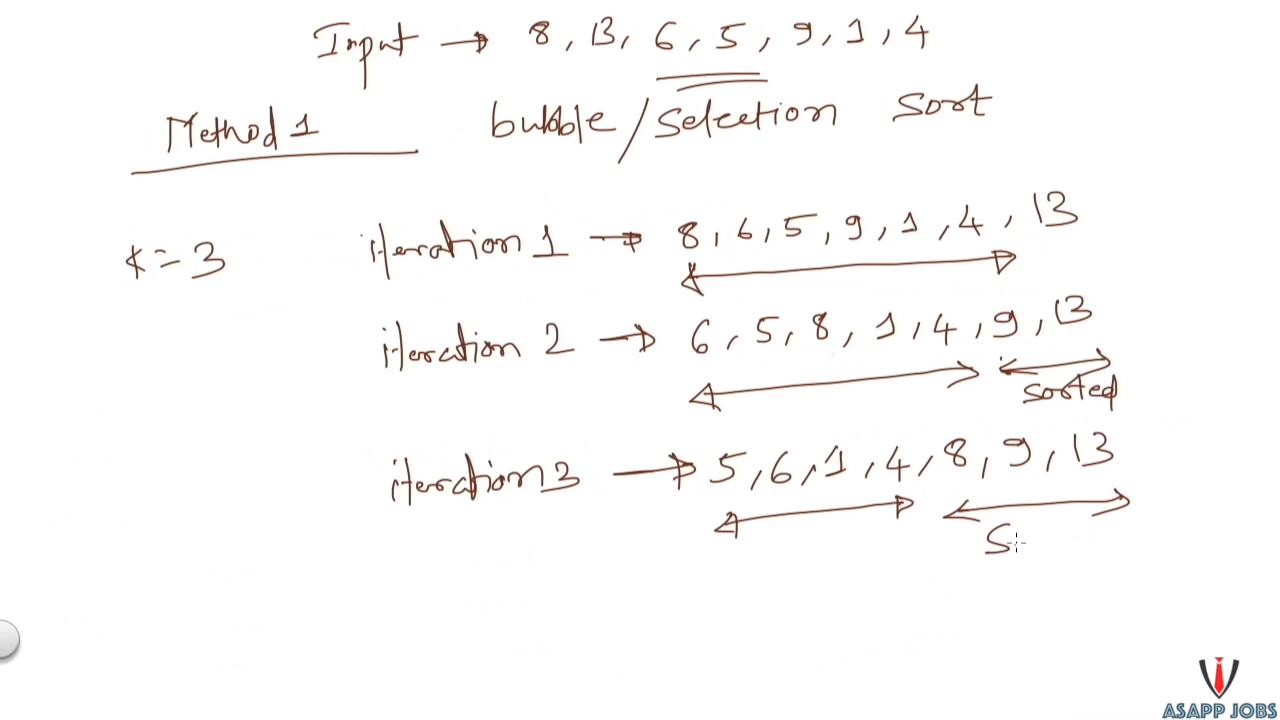 Input → 8, 13, 6, 5, 9, 1, 4
Method 1 bubble/Selection Sort
K=3 iteration 1 → 8, 6, 5, 9, 1, 4, 13
iteration 2 → 6, 5, 8, 1, 4, 9, 13
sorted
iteration 3 → 5, 6, 1, 4, 8, 9, 13
S
ASAPP JOBS